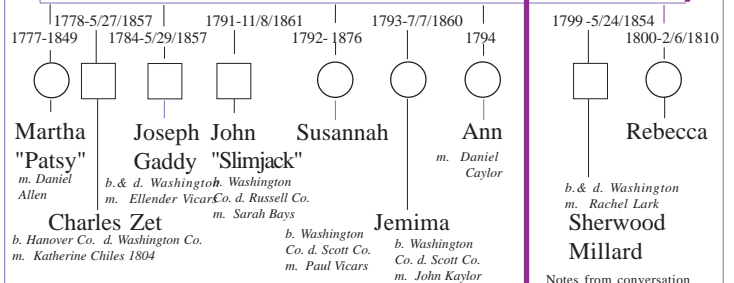 1778-5/27/1857 1791-11/8/1861 1793-7/7/1860 1799 -5/24/1854
1777-1849 1784-5/29/1857 1792- 1876 1794 1800-2/6/1810
Martha
"Patsy"
m. Daniel
Allen
Charles Zet
b. Hanover Co. d. Washington Co.
m. Katherine Chiles 1804
Joseph
Gaddy
b.& d. Washington
m. Ellender Vicars
John
"Slimjack"
b. Washington
Co. d. Russell Co.
m. Sarah Bays
Susannah
b. Washington
Co. d. Scott Co.
m. Paul Vicars
Jemima
b. Washington
Co. d. Scott Co.
m. John Kaylor
Ann
m. Daniel
Caylor
b.& d. Washington
m. Rachel Lark
Sherwood
Millard
Rebecca
Notes from conversation